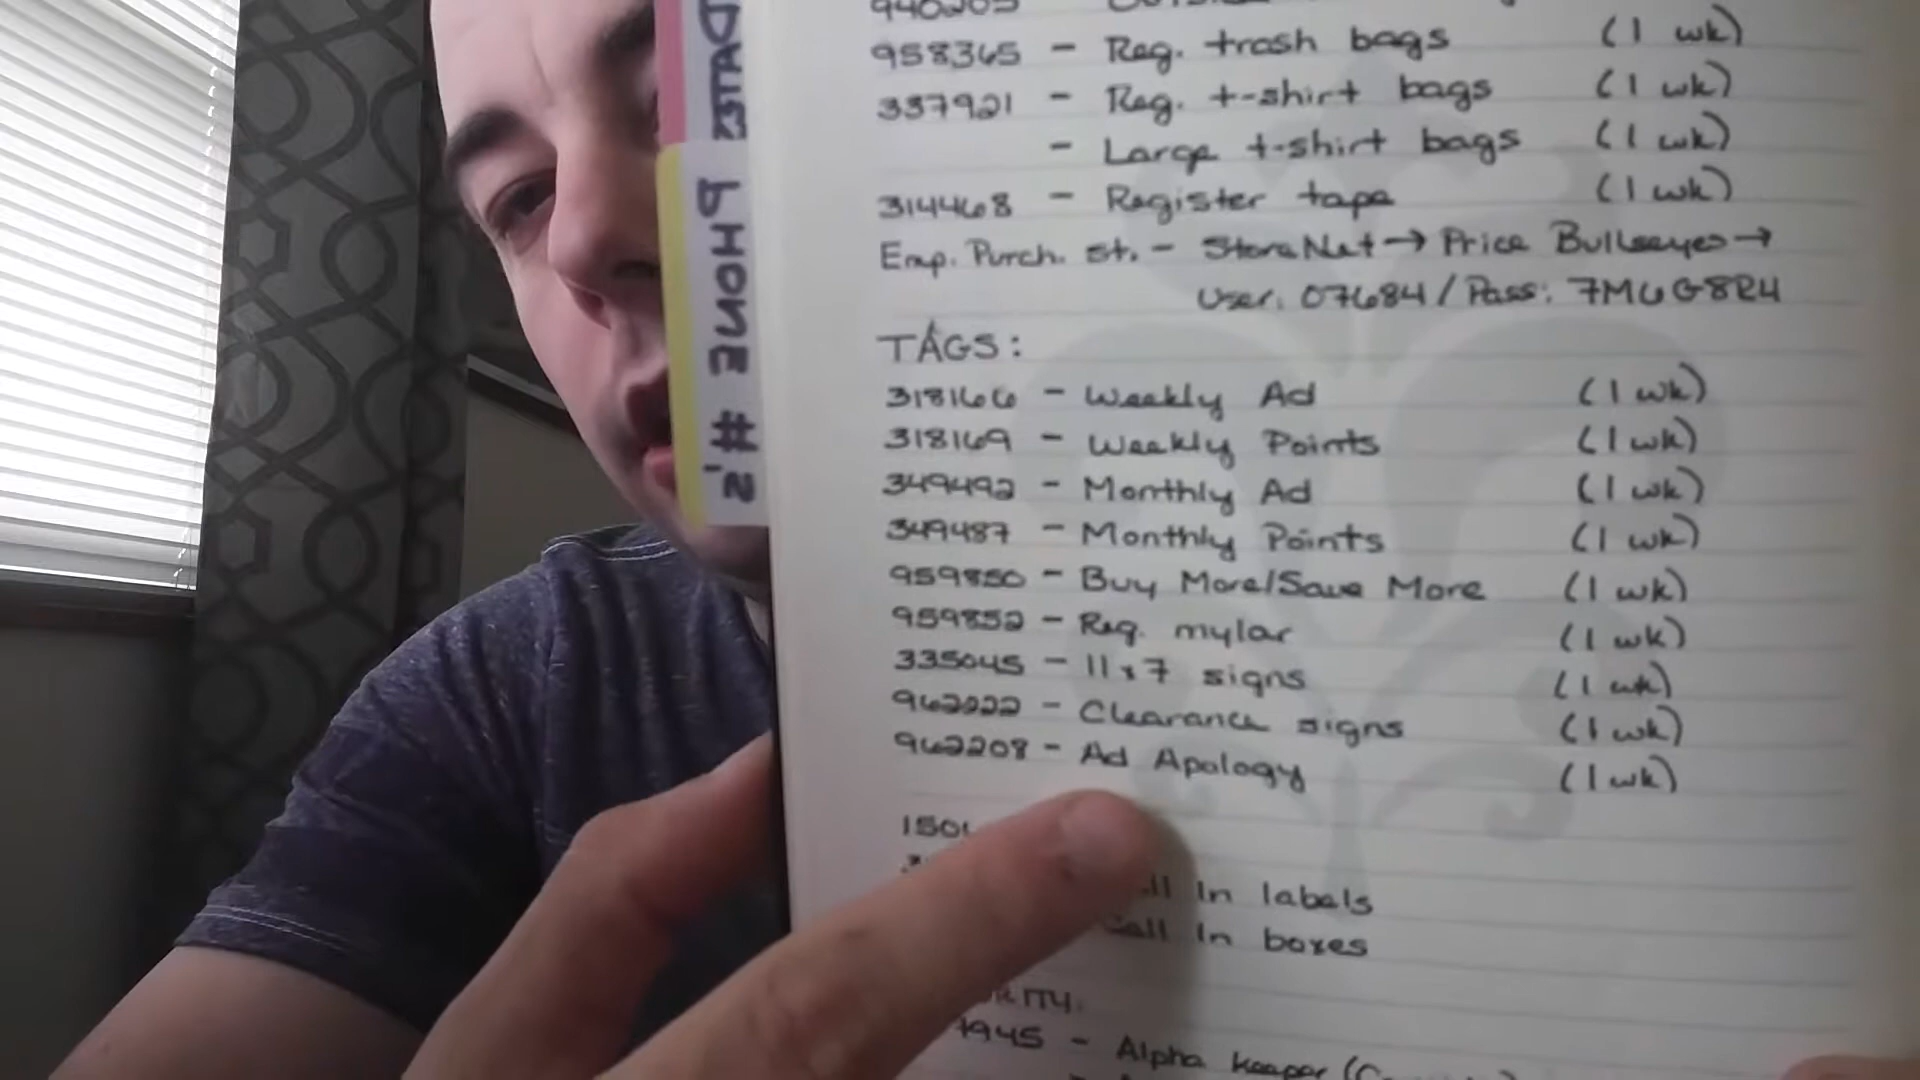 958365 - Reg. trash bags (1 wk)
337921 - Reg. t-shirt bags (1 wk)
- Large t-shirt bags (1 wk)
314468 - Register tape (1 wk)
Emp. Purch. st. - StoreNet → Price Bullseyes →
User: 07684 / Pass: 7M6G8R4
TAGS:
318166 - Weekly Ad (1 wk)
318169 - Weekly Points (1 wk)
349492 - Monthly Ad (1 wk)
349487 - Monthly Points (1 wk)
959850 - Buy More/Save More (1 wk)
959852 - Reg. mylar (1 wk)
335045 - 11x7 signs (1 wk)
962022 - Clearance signs (1 wk)
962208 - Ad Apology (1 wk)
In labels
Call In boxes
- Alpha keeper
PHONE #'s